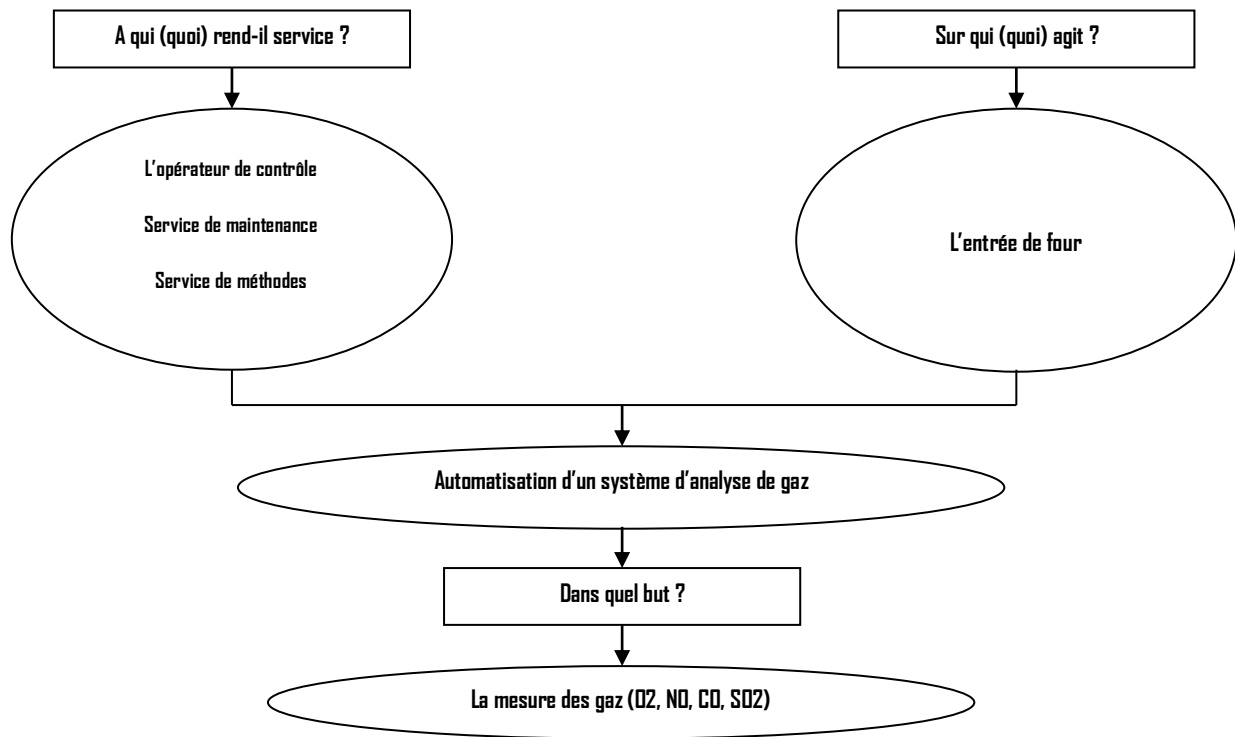 A qui (quoi) rend-il service ?
Sur qui (quoi) agit ?
L'opérateur de contrôle
Service de maintenance
Service de méthodes
L'entrée de four
Automatisation d'un système d'analyse de gaz
Dans quel but ?
La mesure des gaz (O2, NO, CO, SO2)